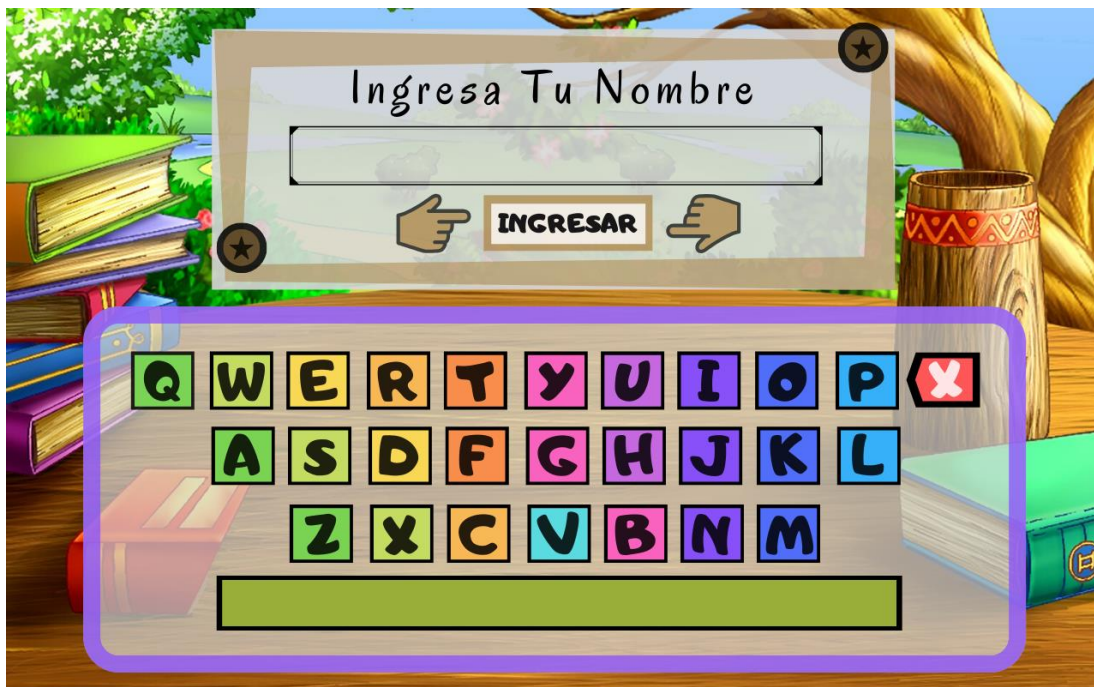 Ingresa Tu Nombre
INGRESAR
Q W E R T Y U I O P X
A S D F G H J K L
Z X C V B N M